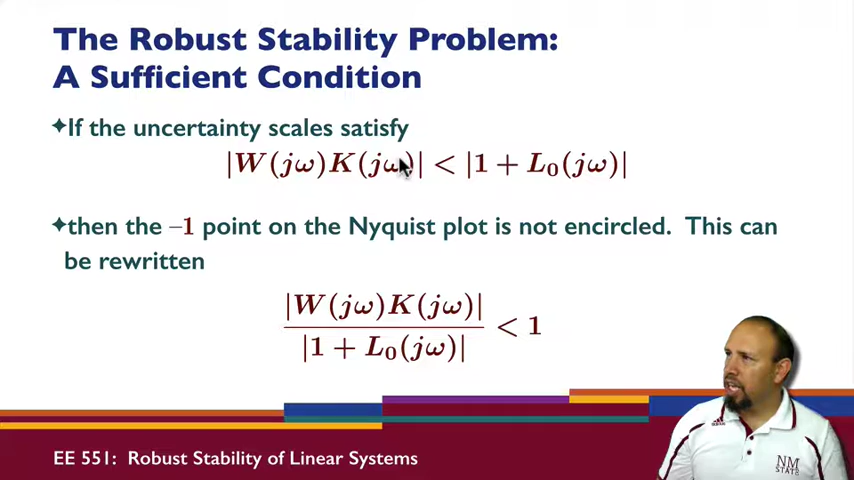 The Robust Stability Problem:
A Sufficient Condition
✦If the uncertainty scales satisfy
|W(jω)K(jω)| < |1 + L₀(jω)|
✦then the –1 point on the Nyquist plot is not encircled. This can
be rewritten
|W(jω)K(jω)|
|1 + L₀(jω)|
< 1
NM
STATE
EE 551: Robust Stability of Linear Systems